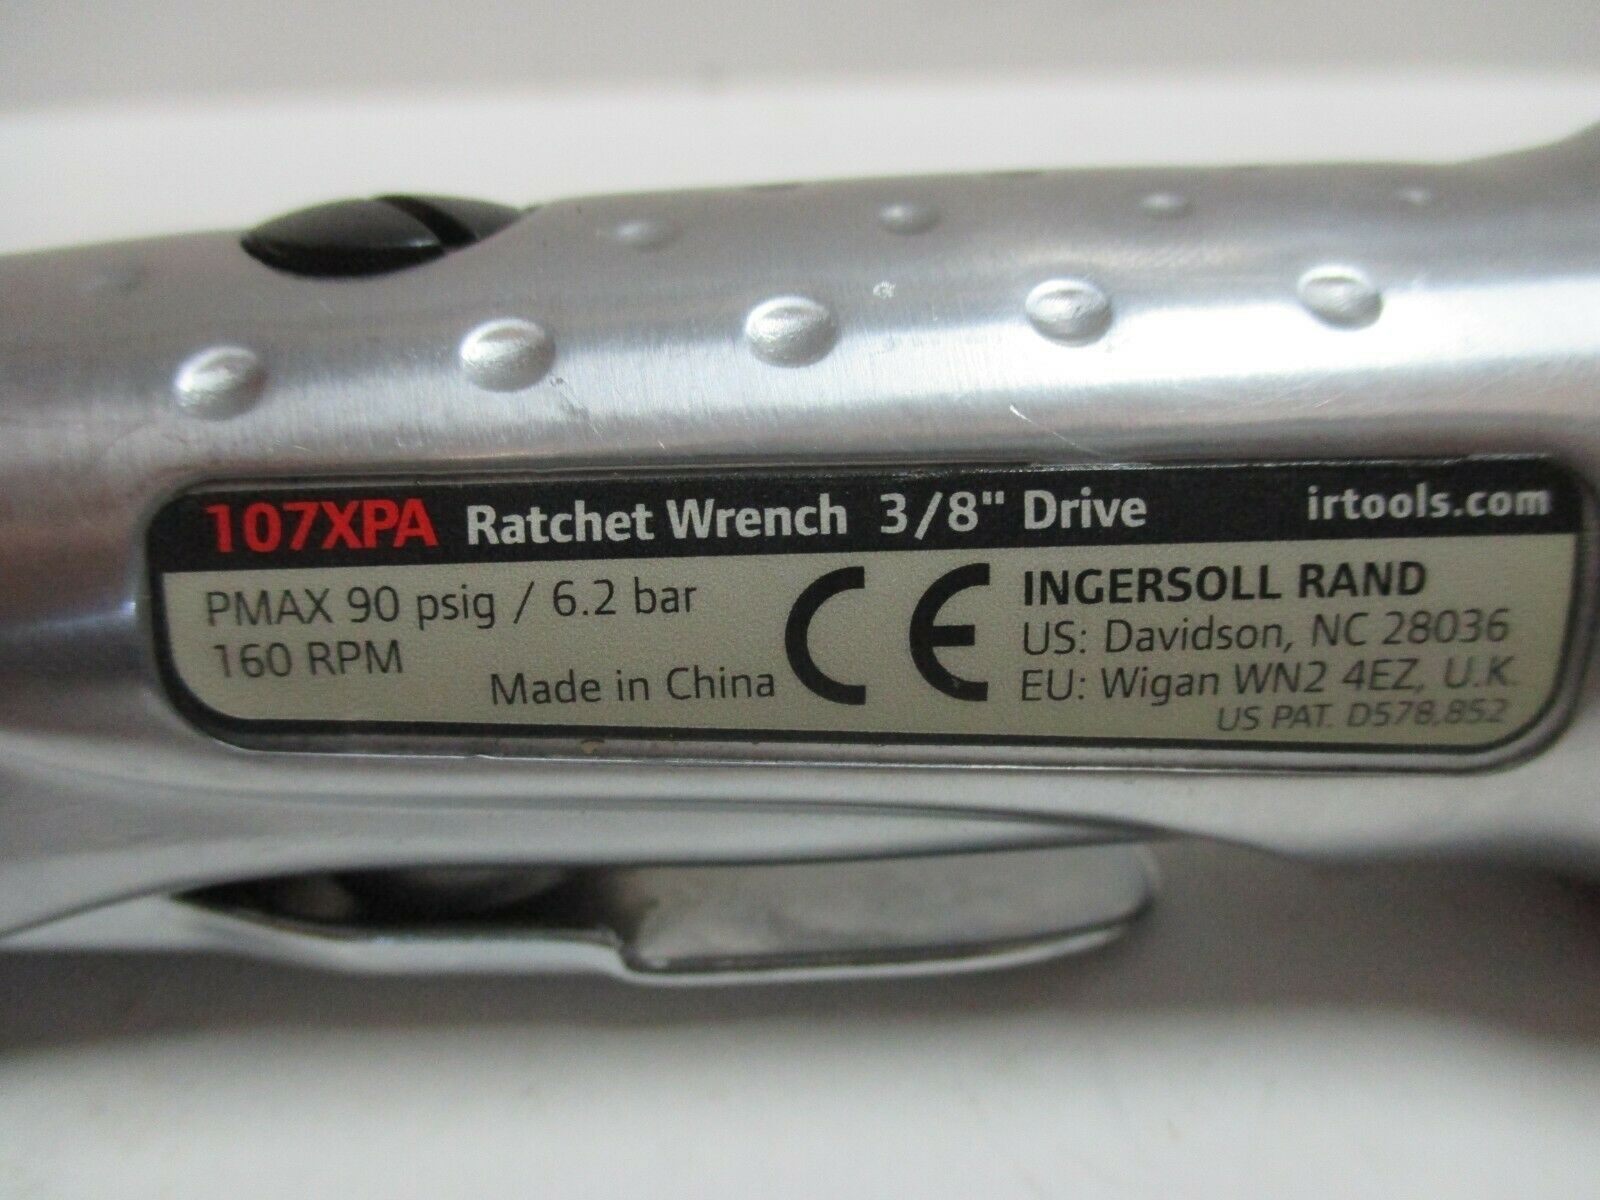 107XPA Ratchet Wrench 3/8" Drive irtools.com
PMAX 90 psig / 6.2 bar
160 RPM
Made in China
CE
INGERSOLL RAND
US: Davidson, NC 28036
EU: Wigan WN2 4EZ, U.K.
US PAT. D578,852